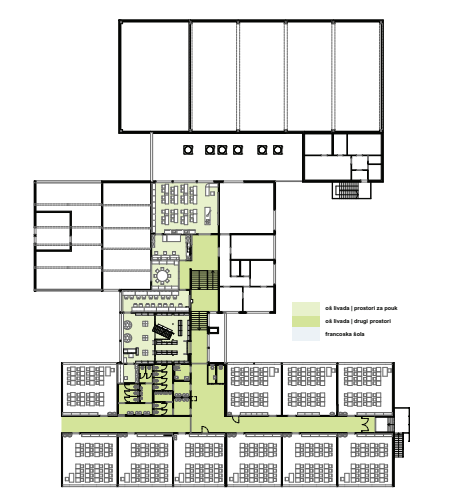 oš livada | prostori za pouk
oš livada | drugi prostori
francoska šola